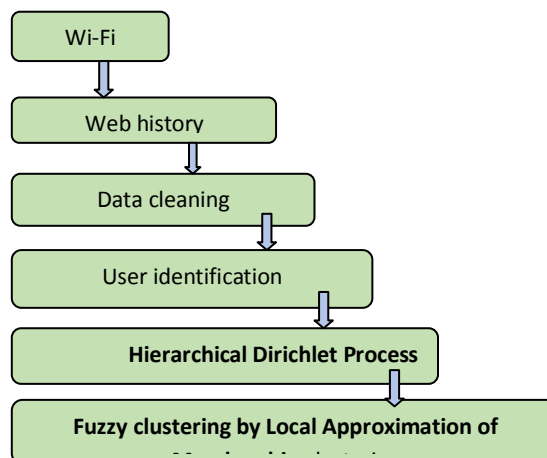 Wi-Fi
Web history
Data cleaning
User identification
Hierarchical Dirichlet Process
Fuzzy clustering by Local Approximation of